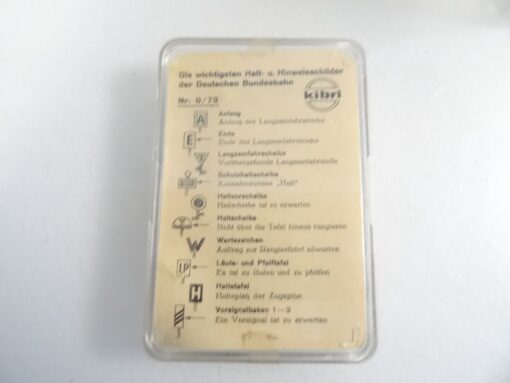 Die wichtigsten Halt- u. Hinweisschilder
der Deutschen Bundesbahn
kibri
Nr. 0/78
A
Anfang
Anfang der Langsamfahrstrecke
E
Ende
Ende der Langsamfahrstrecke
Langsamfahrscheibe
Vorübergehende Langsamfahrstelle
Schutzhaltscheibe
Ausnahmsweise „Halt"
Haltvorscheibe
Haltscheibe ist zu erwarten
Haltscheibe
Nicht über die Tafel hinaus rangieren
W
Wartezeichen
Auftrag zur Rangierfahrt abwarten
LP
Läute- und Pfeiftafel
Es ist zu läuten und zu pfeifen
H
Haltetafel
Halteplatz der Zugspitze
Vorsignalbaken 1—3
Ein Vorsignal ist zu erwarten